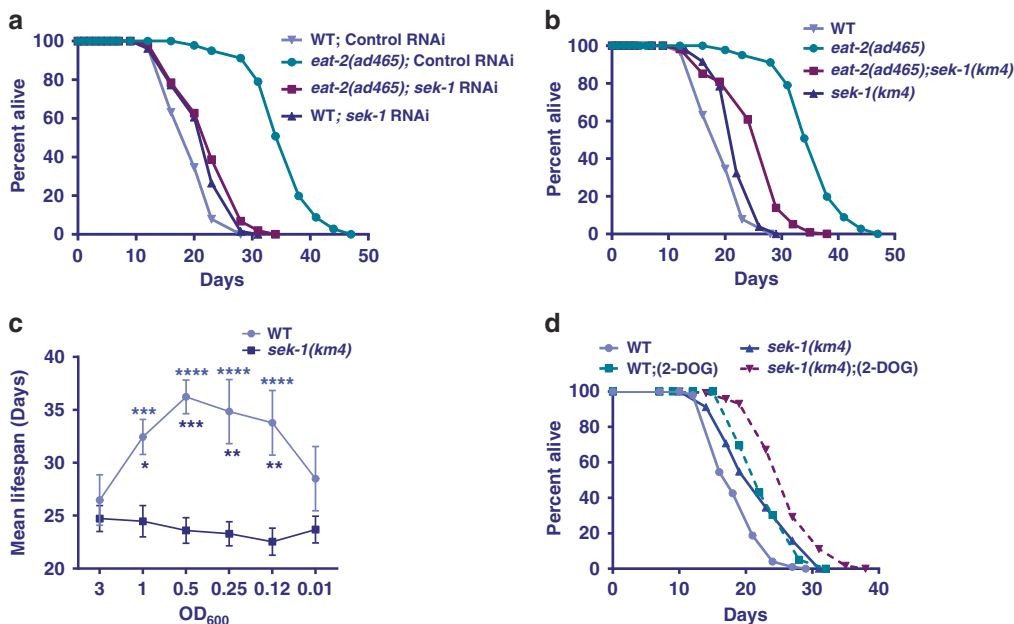 a
WT; Control RNAi
eat-2(ad465); Control RNAi
eat-2(ad465); sek-1 RNAi
WT; sek-1 RNAi
Percent alive
100
80
60
40
20
0
0 10 20 30 40 50
Days
b
WT
eat-2(ad465)
eat-2(ad465);sek-1(km4)
sek-1(km4)
Percent alive
100
80
60
40
20
0
0 10 20 30 40 50
Days
c
WT
sek-1(km4)
Mean lifespan (Days)
40
35
30
25
20
**** **** ****
***
***
* ** **
3 1 0.5 0.25 0.12 0.01
OD600
d
WT
sek-1(km4)
WT;(2-DOG)
sek-1(km4);(2-DOG)
Percent alive
100
80
60
40
20
0
0 10 20 30 40
Days